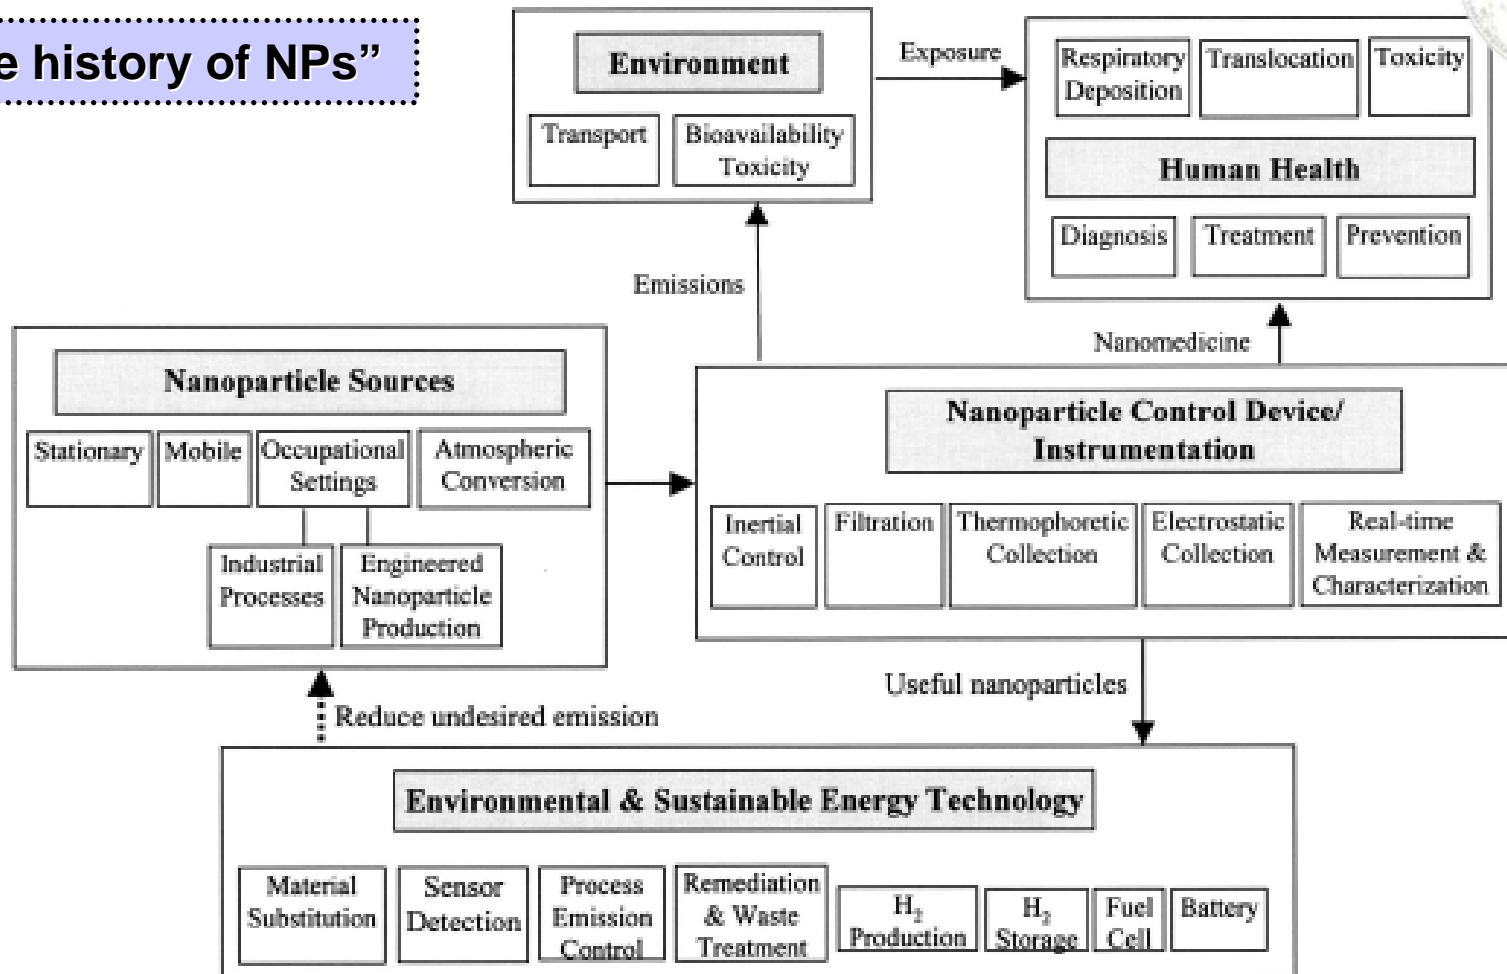 e history of NPs”
Environment
Transport
Bioavailability
Toxicity
Exposure
Respiratory
Deposition
Translocation
Toxicity
Human Health
Diagnosis
Treatment
Prevention
Emissions
Nanomedicine
Nanoparticle Sources
Stationary
Mobile
Occupational
Settings
Atmospheric
Conversion
Industrial
Processes
Engineered
Nanoparticle
Production
Nanoparticle Control Device/
Instrumentation
Inertial
Control
Filtration
Thermophoretic
Collection
Electrostatic
Collection
Real-time
Measurement &
Characterization
Useful nanoparticles
Reduce undesired emission
Environmental & Sustainable Energy Technology
Material
Substitution
Sensor
Detection
Process
Emission
Control
Remediation
& Waste
Treatment
H₂
Production
H₂
Storage
Fuel
Cell
Battery